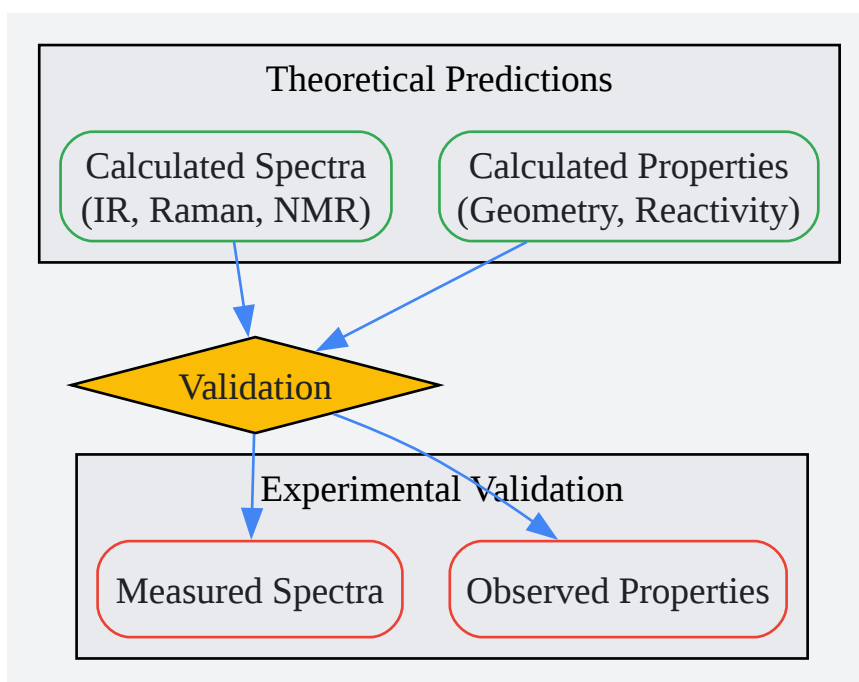 Theoretical Predictions
Calculated Spectra
(IR, Raman, NMR)
Calculated Properties
(Geometry, Reactivity)
Validation
Experimental Validation
Measured Spectra
Observed Properties